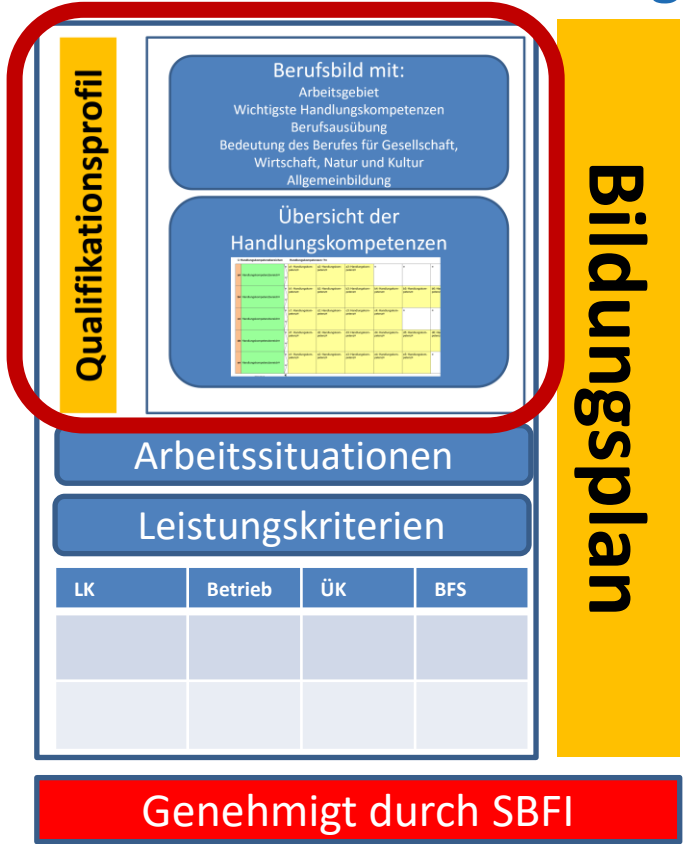 Qualifikationsprofil
Berufsbild mit:
Arbeitsgebiet
Wichtigste Handlungskompetenzen
Berufsausübung
Bedeutung des Berufes für Gesellschaft,
Wirtschaft, Natur und Kultur
Allgemeinbildung
Übersicht der
Handlungskompetenzen
Arbeitssituationen
Leistungskriterien
LK Betrieb ÜK BFS
Bildungsplan
Genehmigt durch SBFI